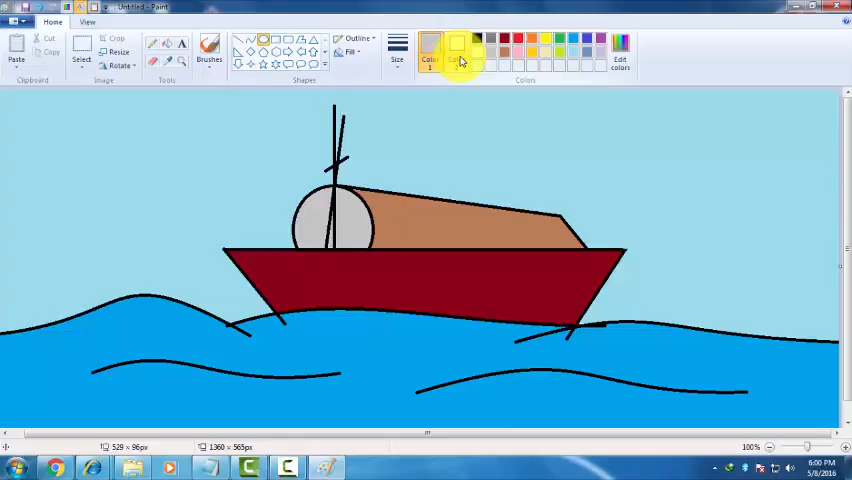 Untitled - Paint
Home View
Paste
Cut
Copy
Clipboard
Select
Crop
Resize
Rotate
Image
Tools
Brushes
Shapes
Outline
Fill
Size
Color
1
Edit
colors
Colors
529 × 96px
1360 × 565px
100%
6:00 PM
5/8/2016